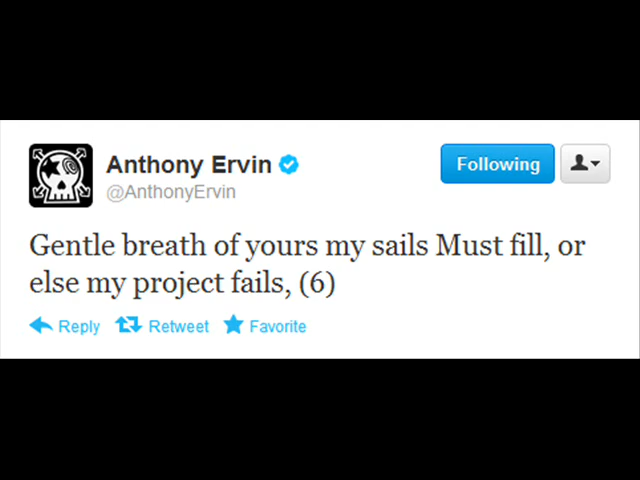 Anthony Ervin
Following
@AnthonyErvin
Gentle breath of yours my sails Must fill, or
else my project fails, (6)
Reply Retweet Favorite